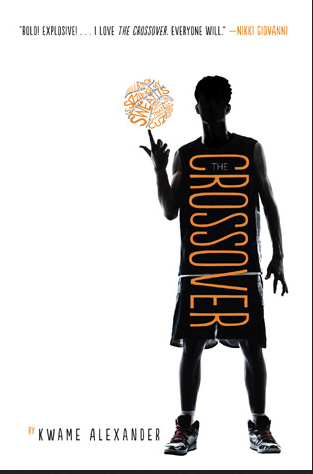 "BOLD! EXPLOSIVE! . . . I LOVE THE CROSSOVER. EVERYONE WILL." —NIKKI GIOVANNI
THE
CROSSOVER
BY KWAME ALEXANDER